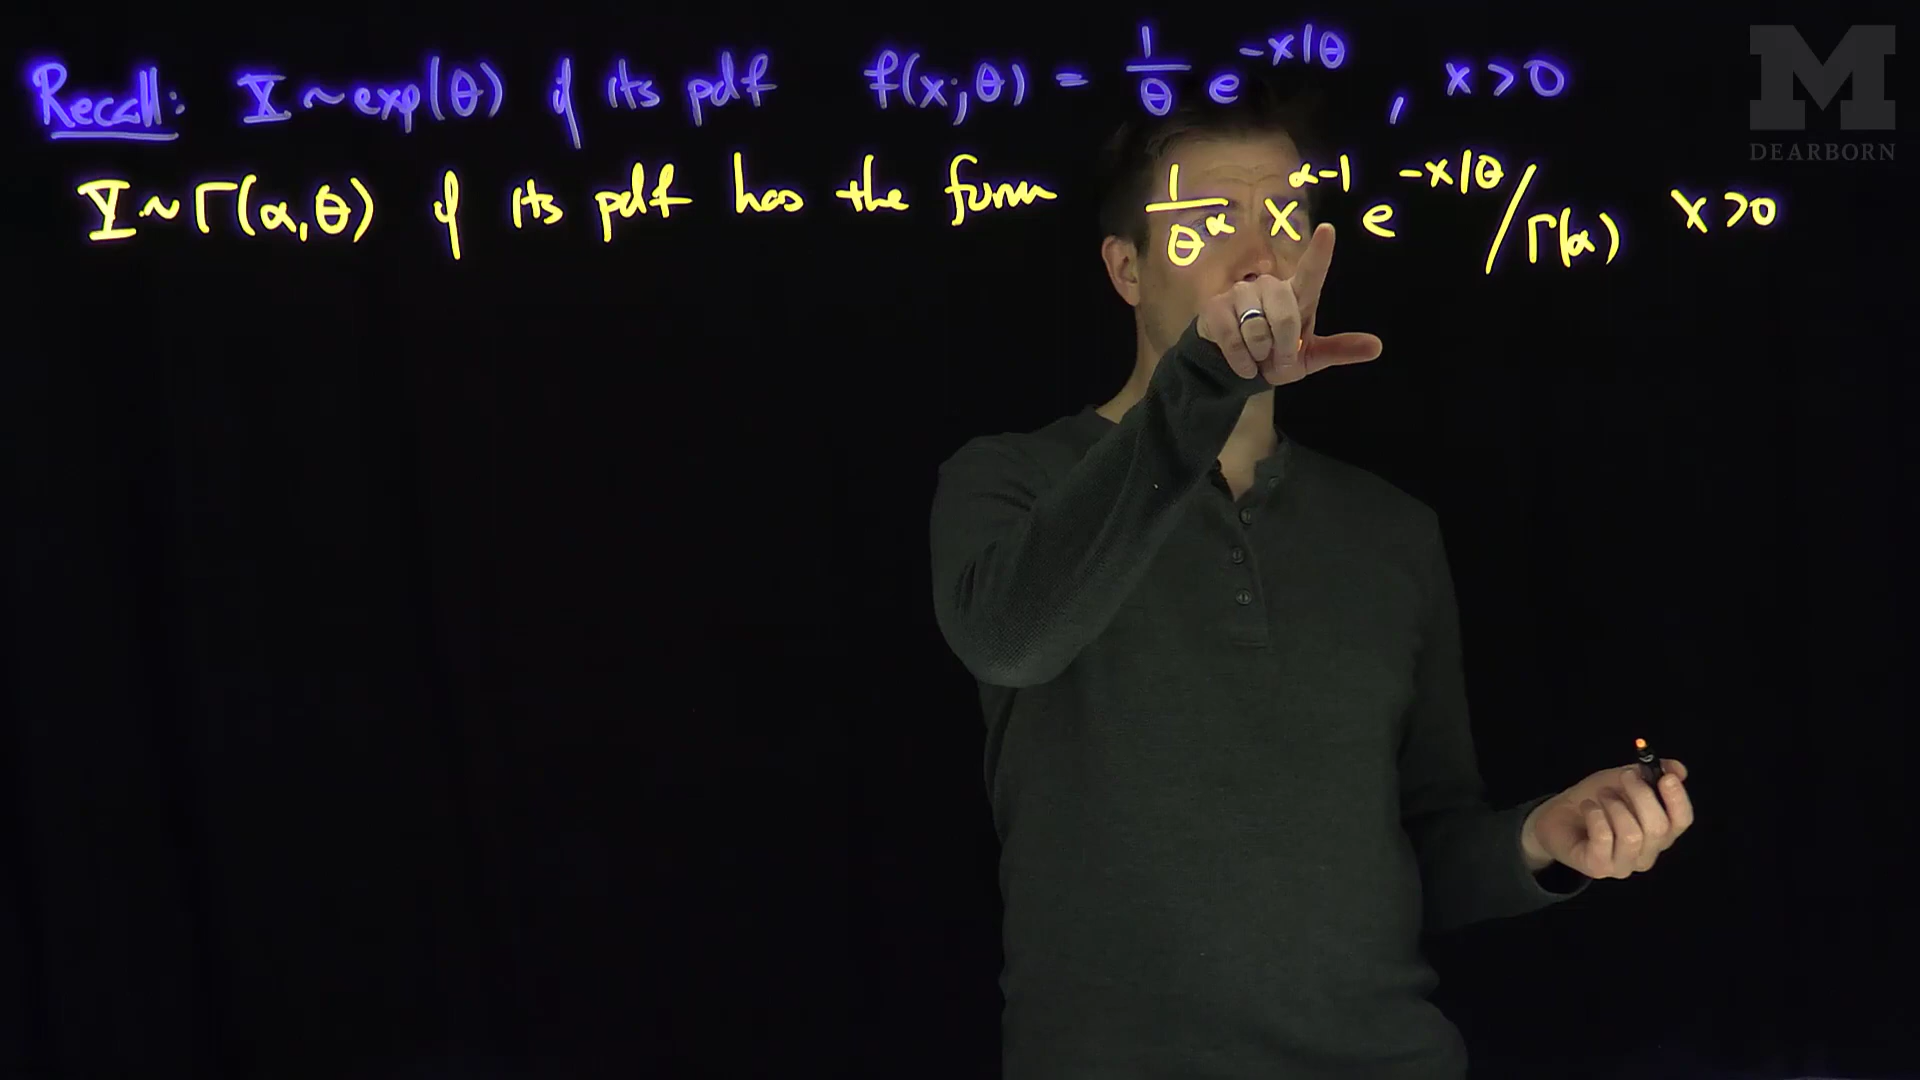 Recall: X ~ exp(θ) if its pdf f(x;θ) = 1/θ e^{-x/θ}, x>0
X ~ Γ(α,θ) if its pdf has the form 1/θ^α x^{α-1} e^{-x/θ}/Γ(α) x>0
M
DEARBORN